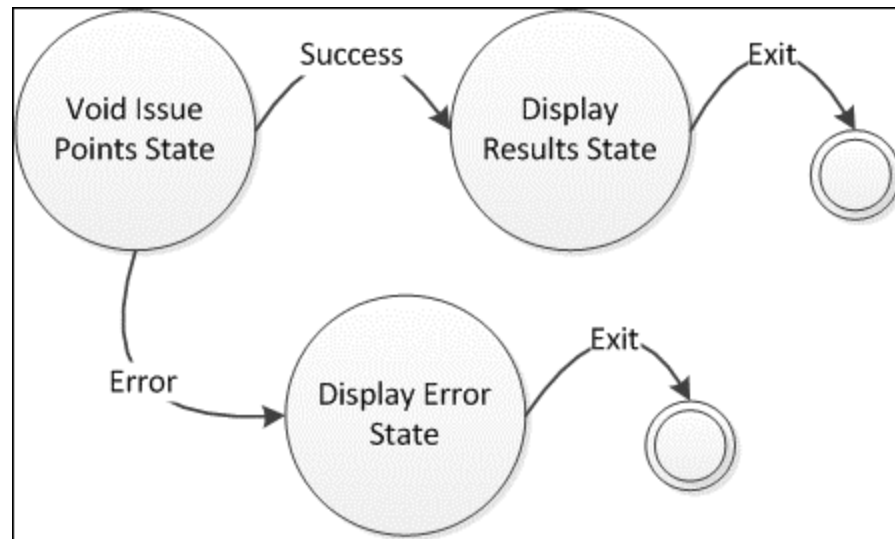 Success
Exit
Void Issue
Points State
Display
Results State
Error
Exit
Display Error
State